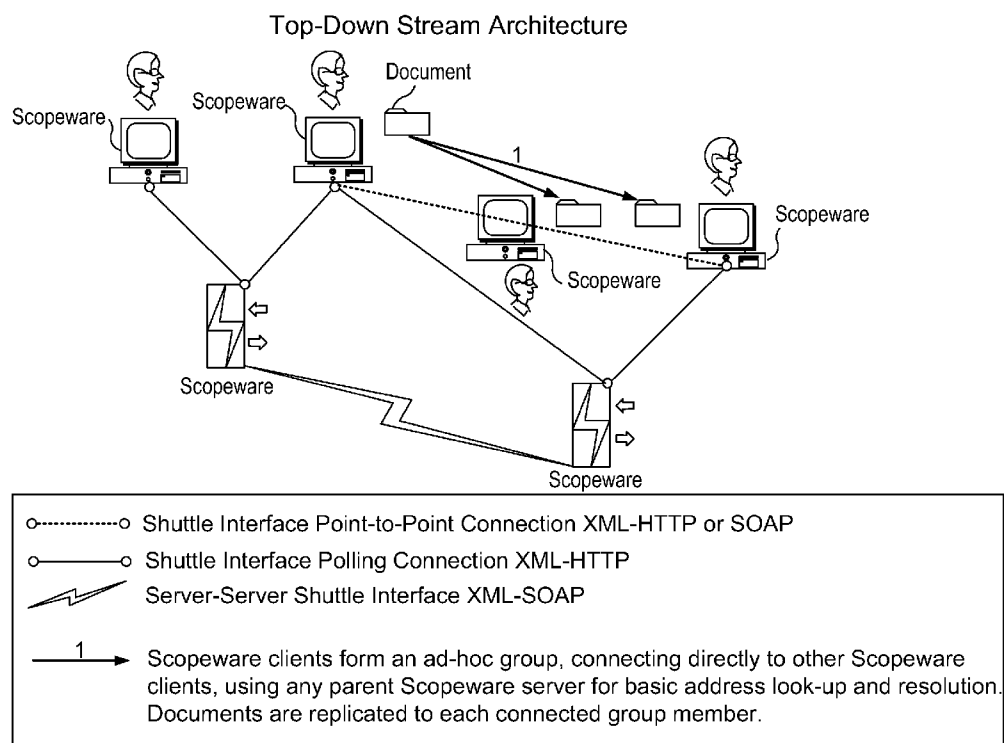 Top-Down Stream Architecture
Document
Scopeware
Scopeware
1
Scopeware
Scopeware
Scopeware
Scopeware
Shuttle Interface Point-to-Point Connection XML-HTTP or SOAP
Shuttle Interface Polling Connection XML-HTTP
Server-Server Shuttle Interface XML-SOAP
1
Scopeware clients form an ad-hoc group, connecting directly to other Scopeware
clients, using any parent Scopeware server for basic address look-up and resolution.
Documents are replicated to each connected group member.